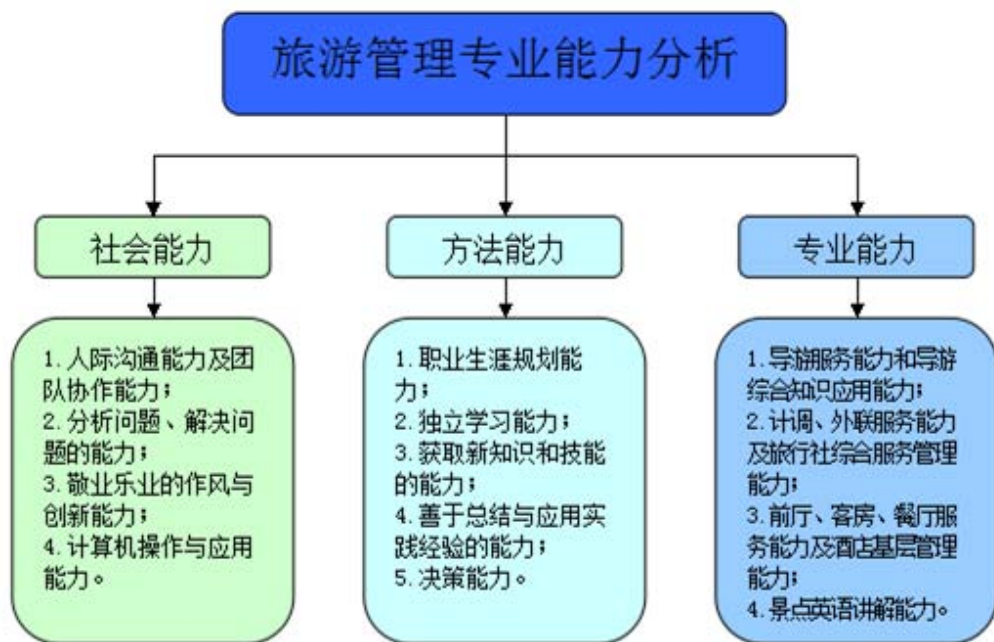 旅游管理专业能力分析
社会能力
方法能力
专业能力
1.人际沟通能力及团
队协作能力；
2.分析问题、解决问
题的能力；
3.敬业乐业的作风与
创新能力；
4.计算机操作与应用
能力。
1.职业生涯规划能
力；
2.独立学习能力；
3.获取新知识和技能
的能力；
4.善于总结与应用实
践经验的能力；
5.决策能力。
1.导游服务能力和导游
综合知识应用能力；
2.计调、外联服务能力
及旅行社综合服务管理
能力；
3.前厅、客房、餐厅服
务能力及酒店基层管理
能力；
4.景点英语讲解能力。